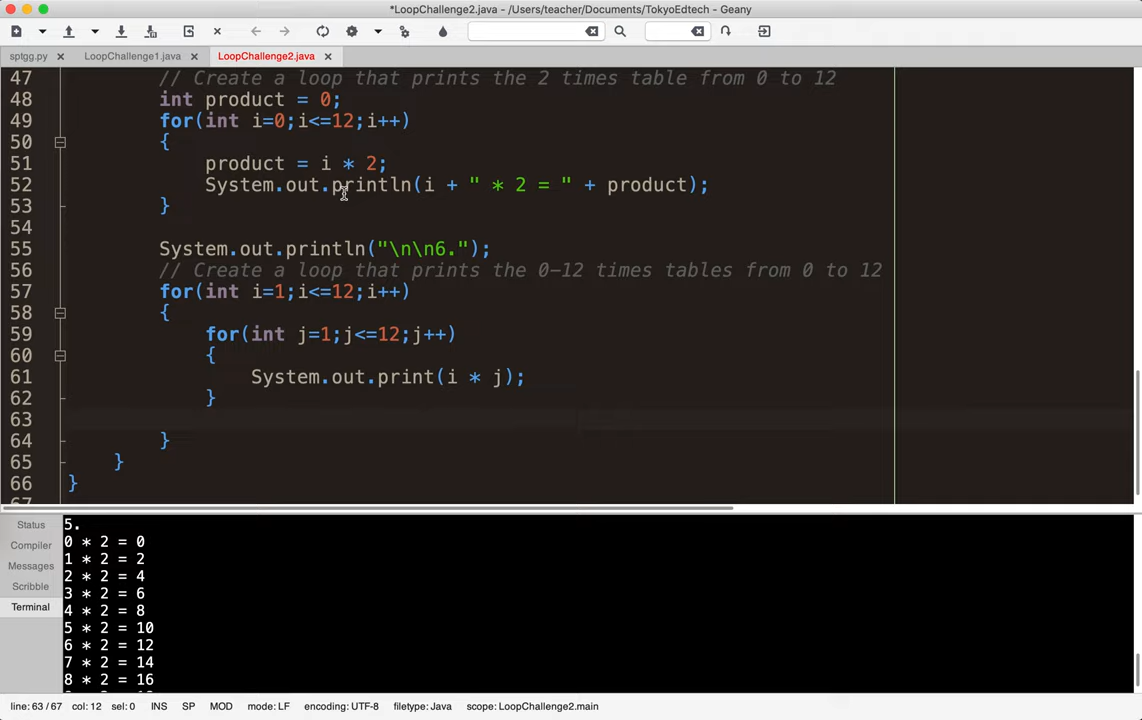 *LoopChallenge2.java - /Users/teacher/Documents/TokyoEdtech - Geany
sptgg.py LoopChallenge1.java LoopChallenge2.java
47 // Create a loop that prints the 2 times table from 0 to 12
48 int product = 0;
49 for(int i=0;i<=12;i++)
50 {
51 product = i * 2;
52 System.out.println(i + " * 2 = " + product);
53 }
54
55 System.out.println("\n\n6.");
56 // Create a loop that prints the 0-12 times tables from 0 to 12
57 for(int i=1;i<=12;i++)
58 {
59 for(int j=1;j<=12;j++)
60 {
61 System.out.print(i * j);
62 }
63
64 }
65 }
66 }
Status
Compiler
Messages
Scribble
Terminal
5.
0 * 2 = 0
1 * 2 = 2
2 * 2 = 4
3 * 2 = 6
4 * 2 = 8
5 * 2 = 10
6 * 2 = 12
7 * 2 = 14
8 * 2 = 16
line: 63 / 67 col: 12 sel: 0 INS SP MOD mode: LF encoding: UTF-8 filetype: Java scope: LoopChallenge2.main